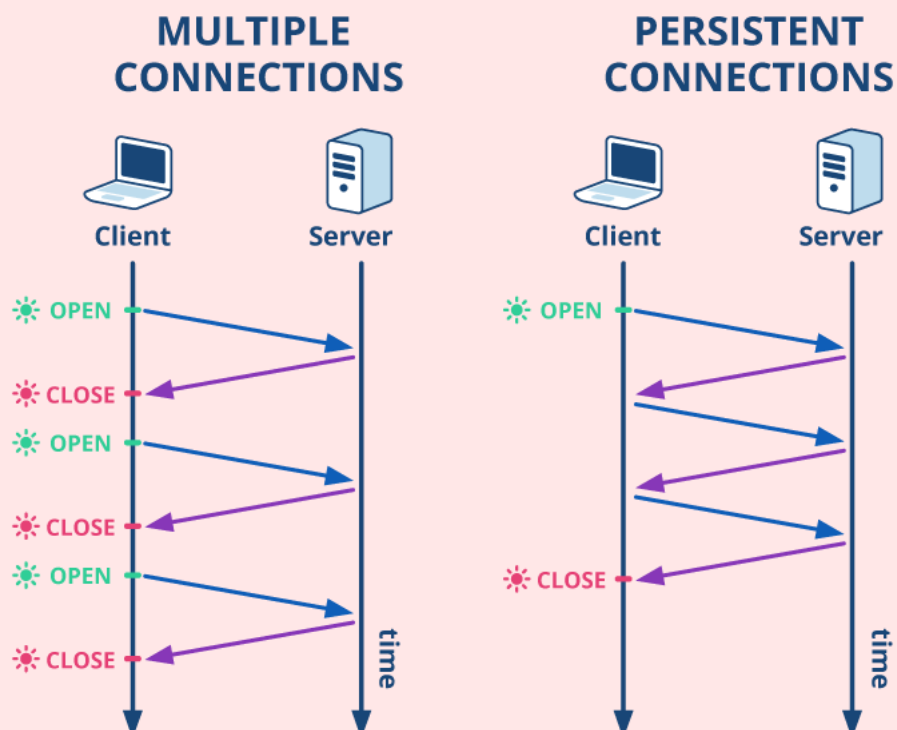 MULTIPLE
CONNECTIONS
Client
Server
OPEN
CLOSE
OPEN
CLOSE
OPEN
CLOSE
time
PERSISTENT
CONNECTIONS
Client
Server
OPEN
CLOSE
time